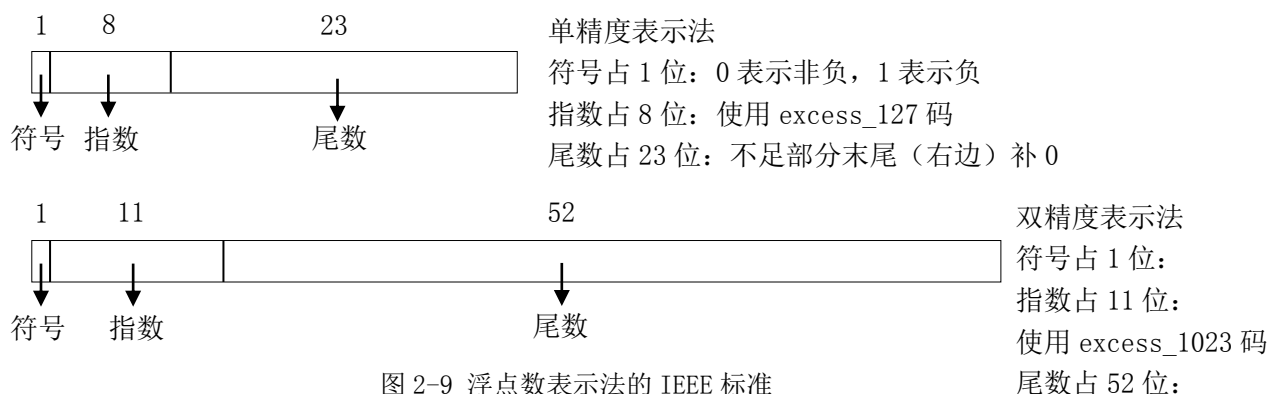 1 8 23
单精度表示法
符号占 1 位：0 表示非负，1 表示负
指数占 8 位：使用 excess_127 码
尾数占 23 位：不足部分末尾（右边）补 0
符号 指数 尾数
1 11 52
双精度表示法
符号占 1 位：
指数占 11 位：
使用 excess_1023 码
尾数占 52 位：
符号 指数 尾数
图 2-9 浮点数表示法的 IEEE 标准